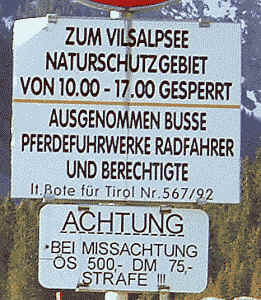 ZUM VILSALPSEE
NATURSCHUTZGEBIET
VON 10.00 - 17.00 GESPERRT
AUSGENOMMEN BUSSE
PFERDEFUHRWERKE RADFAHRER
UND BERECHTIGTE
lt. Bote für Tirol Nr. 567/92
ACHTUNG
BEI MISSACHTUNG
ÖS 500,- DM 75,-
STRAFE !!!